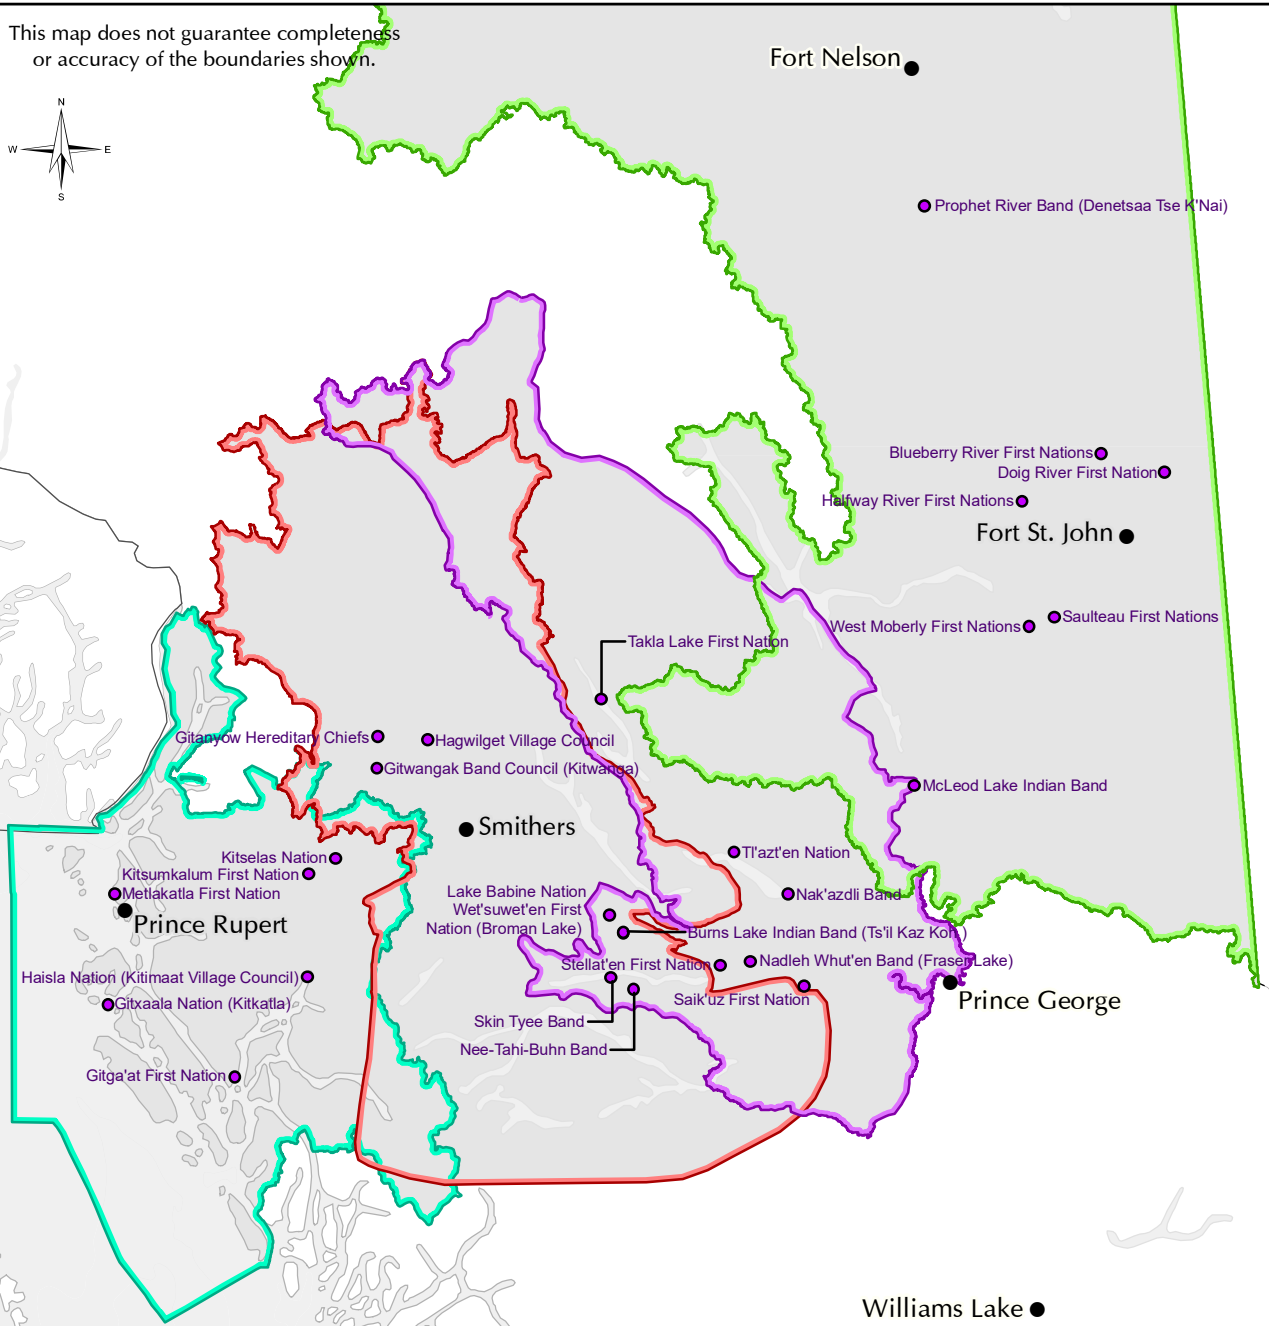 This map does not guarantee completeness
or accuracy of the boundaries shown.
N
W
E
S
Fort Nelson
Prophet River Band (Denetsaa Tse K'Nai)
Blueberry River First Nations
Doig River First Nation
Halfway River First Nations
Fort St. John
Saulteau First Nations
West Moberly First Nations
Takla Lake First Nation
Gitanyow Hereditary Chiefs
Hagwilget Village Council
Gitwangak Band Council (Kitwanga)
McLeod Lake Indian Band
Smithers
Tl'azt'en Nation
Kitselas Nation
Kitsumkalum First Nation
Metlakatla First Nation
Prince Rupert
Nak'azdli Band
Lake Babine Nation
Wet'suwet'en First
Nation (Broman Lake)
Burns Lake Indian Band (Ts'il Kaz Koh )
Nadleh Whut'en Band (Fraser Lake)
Stellat'en First Nation
Haisla Nation (Kitimaat Village Council)
Gitxaala Nation (Kitkatla)
Saik'uz First Nation
Prince George
Skin Tyee Band
Nee-Tahi-Buhn Band
Gitga'at First Nation
Williams Lake